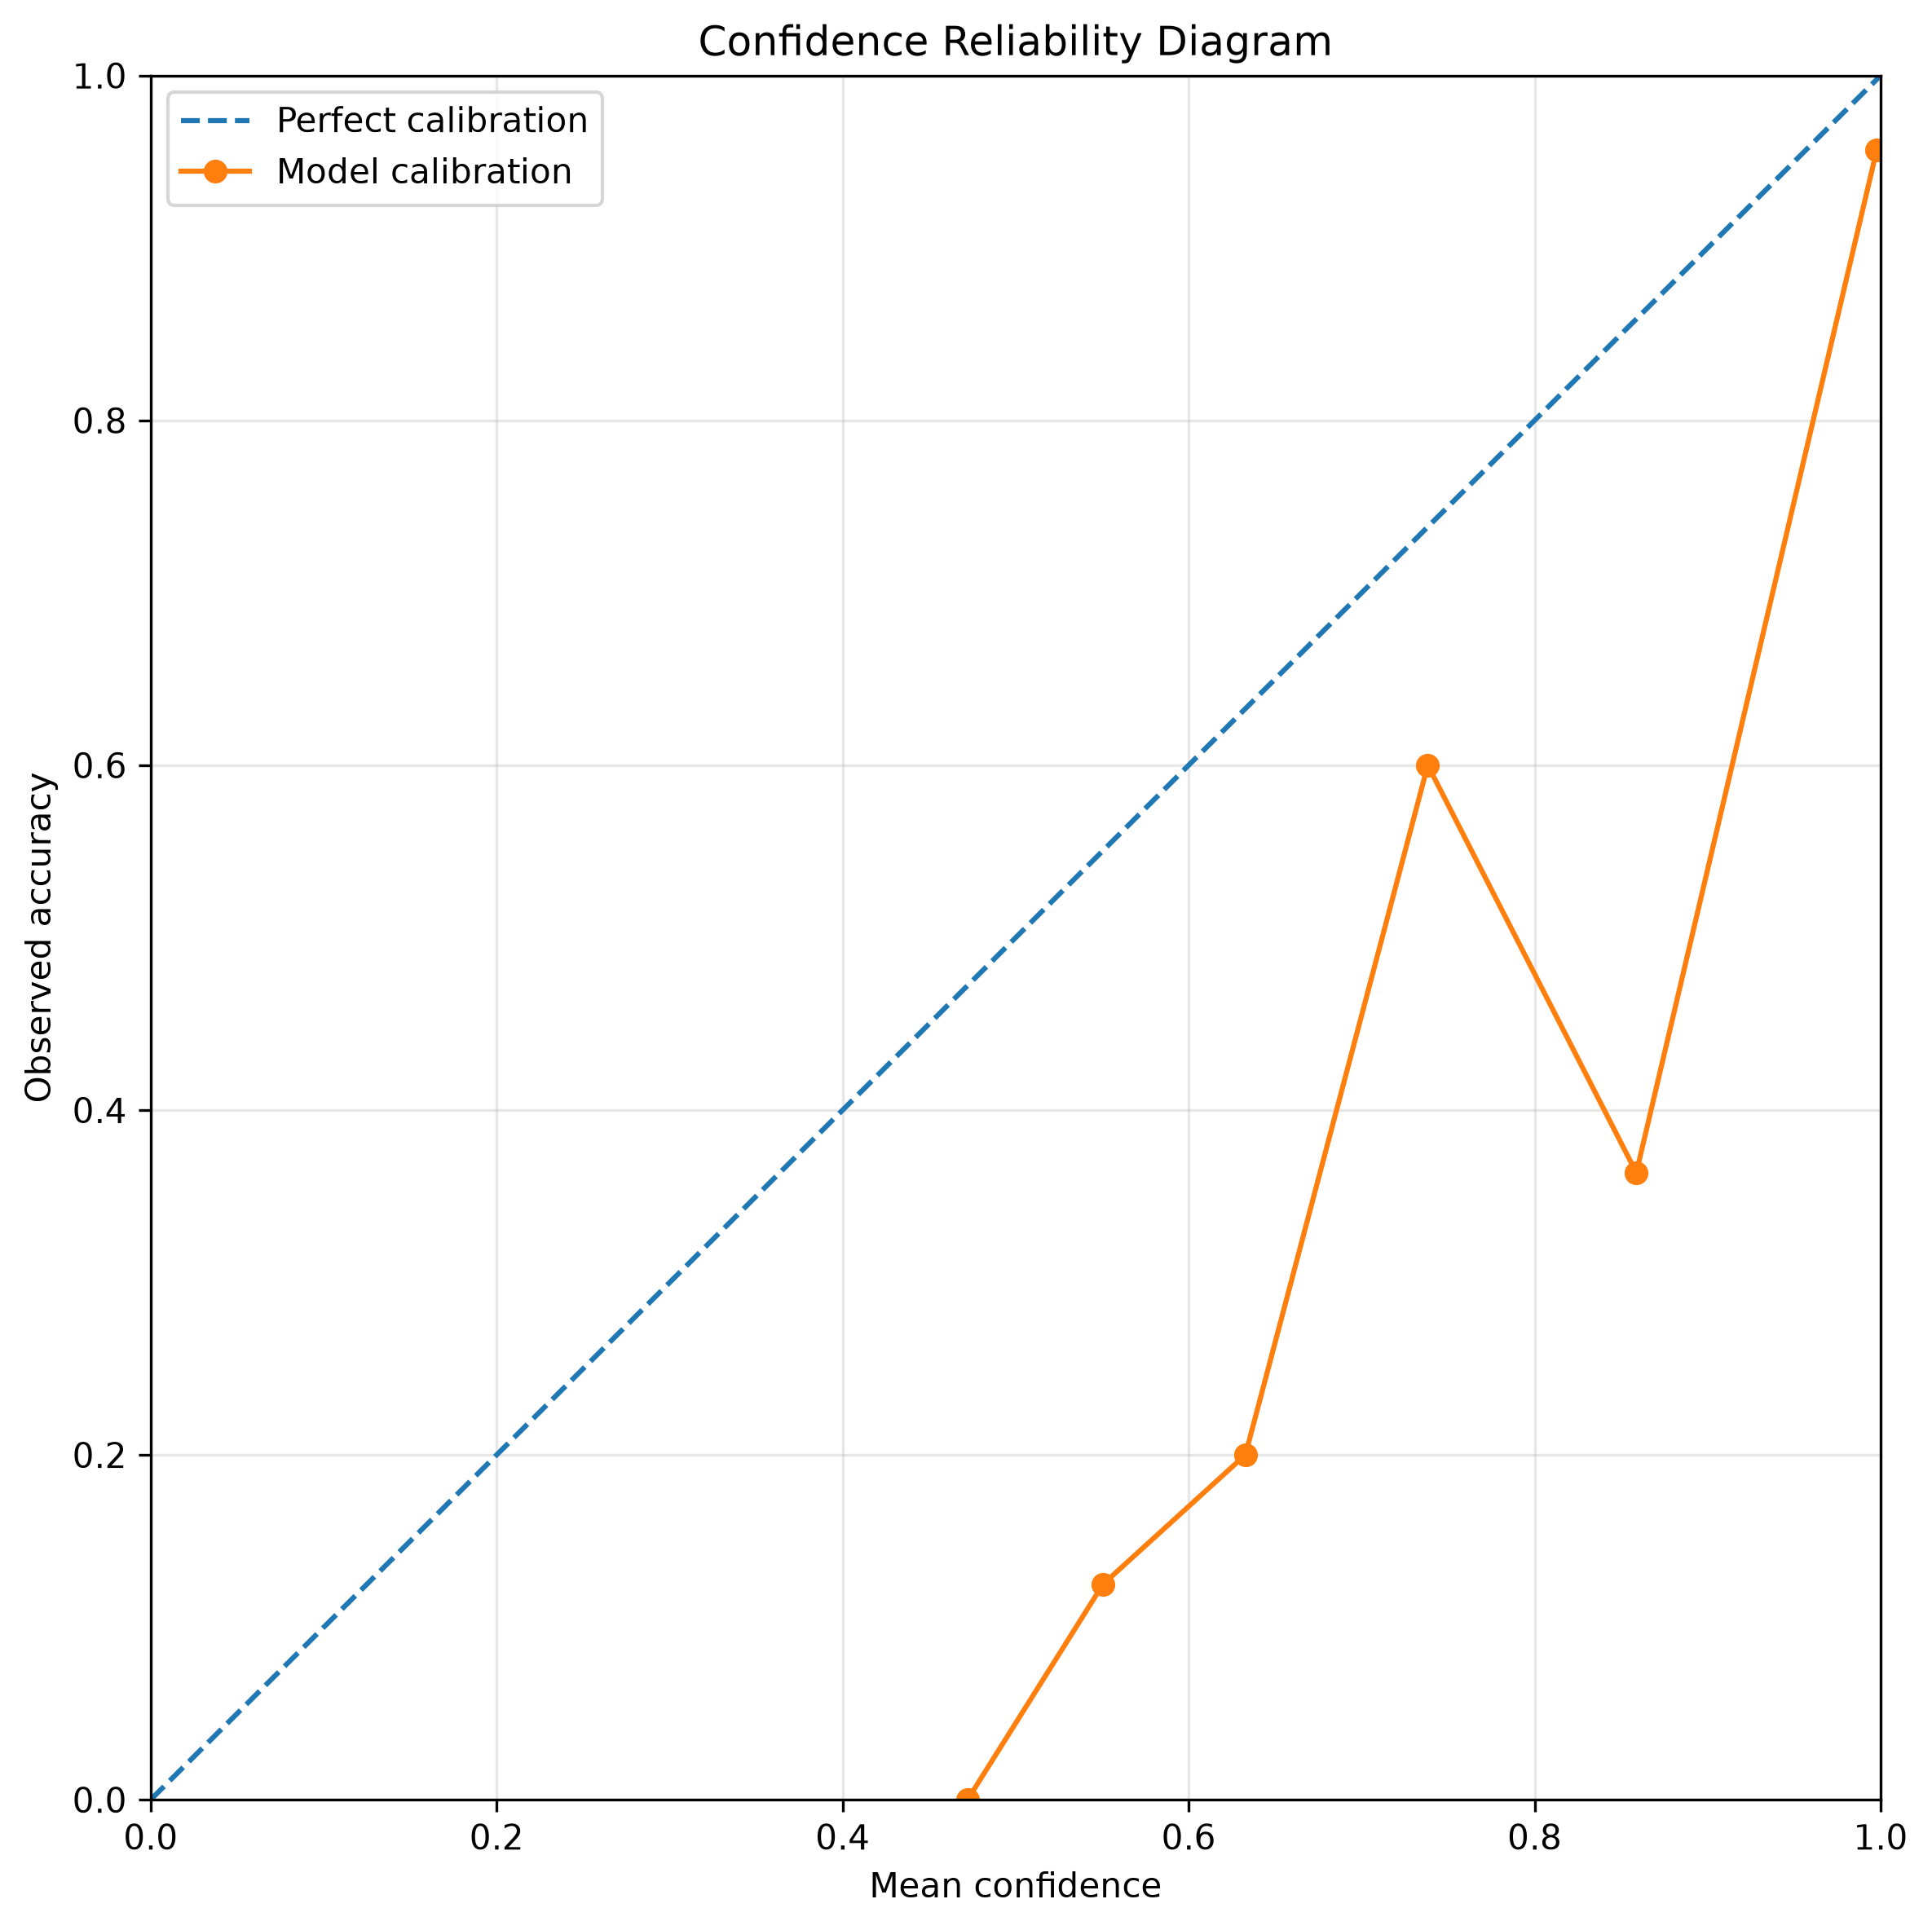 Confidence Reliability Diagram
Perfect calibration
Model calibration
1.0
0.8
0.6
0.4
0.2
0.0
Observed accuracy
0.0 0.2 0.4 0.6 0.8 1.0
Mean confidence